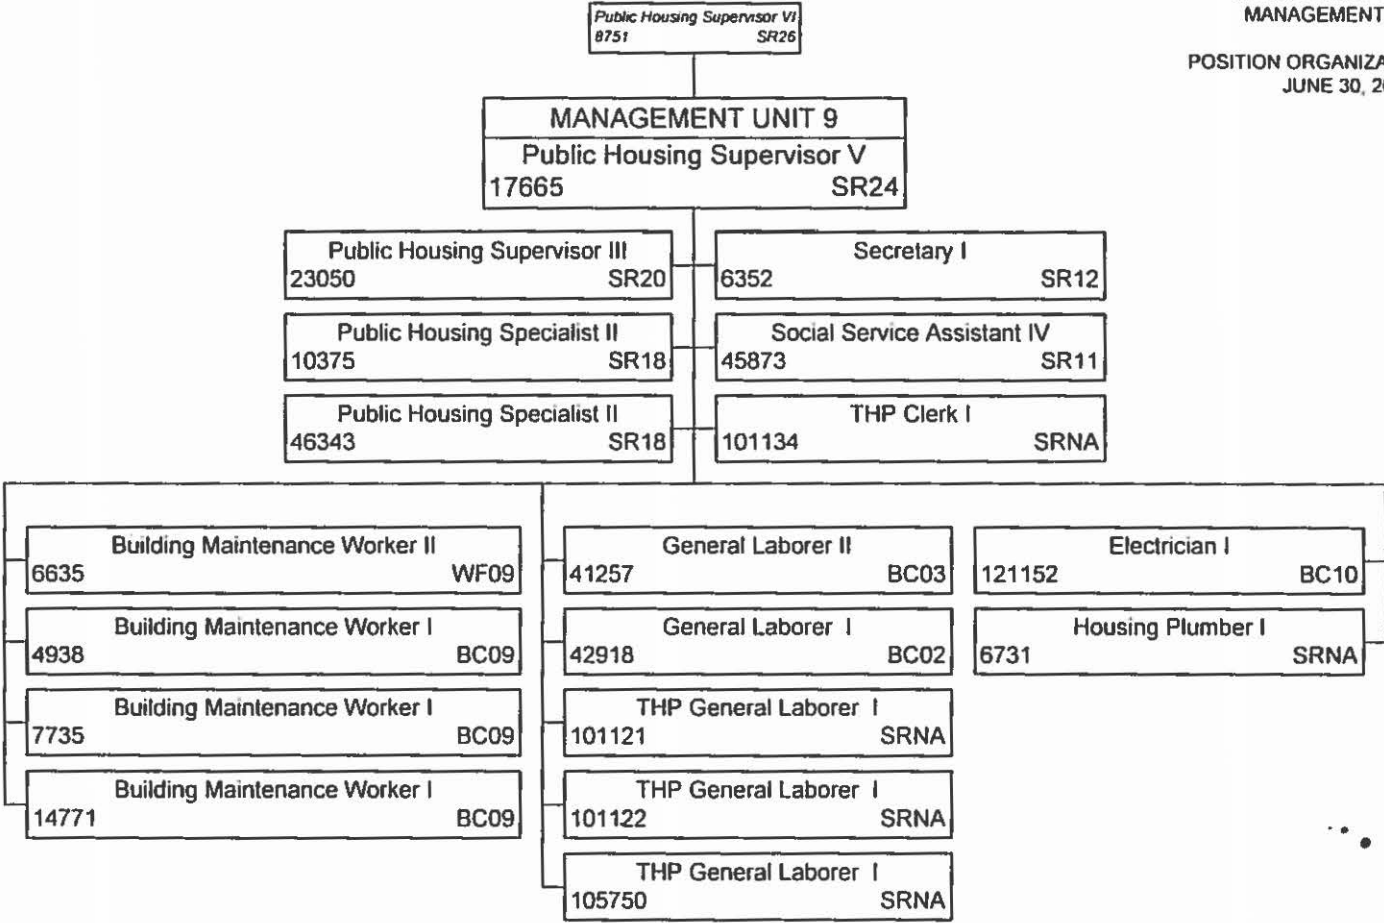 Public Housing Supervisor VI
8751 SR26
MANAGEMENT
POSITION
JUNE 30,
MANAGEMENT UNIT 9
Public Housing Supervisor V
17665 SR24
Public Housing Supervisor III
23050 SR20
Secretary I
6352 SR12
Public Housing Specialist II
10375 SR18
Social Service Assistant IV
45873 SR11
Public Housing Specialist II
46343 SR18
THP Clerk I
101134 SRNA
Building Maintenance Worker II
6635 WF09
Building Maintenance Worker I
4938 BC09
Building Maintenance Worker I
7735 BC09
Building Maintenance Worker I
14771 BC09
General Laborer II
41257 BC03
General Laborer I
42918 BC02
THP General Laborer I
101121 SRNA
THP General Laborer I
101122 SRNA
THP General Laborer I
105750 SRNA
Electrician I
121152 BC10
Housing Plumber I
6731 SRNA